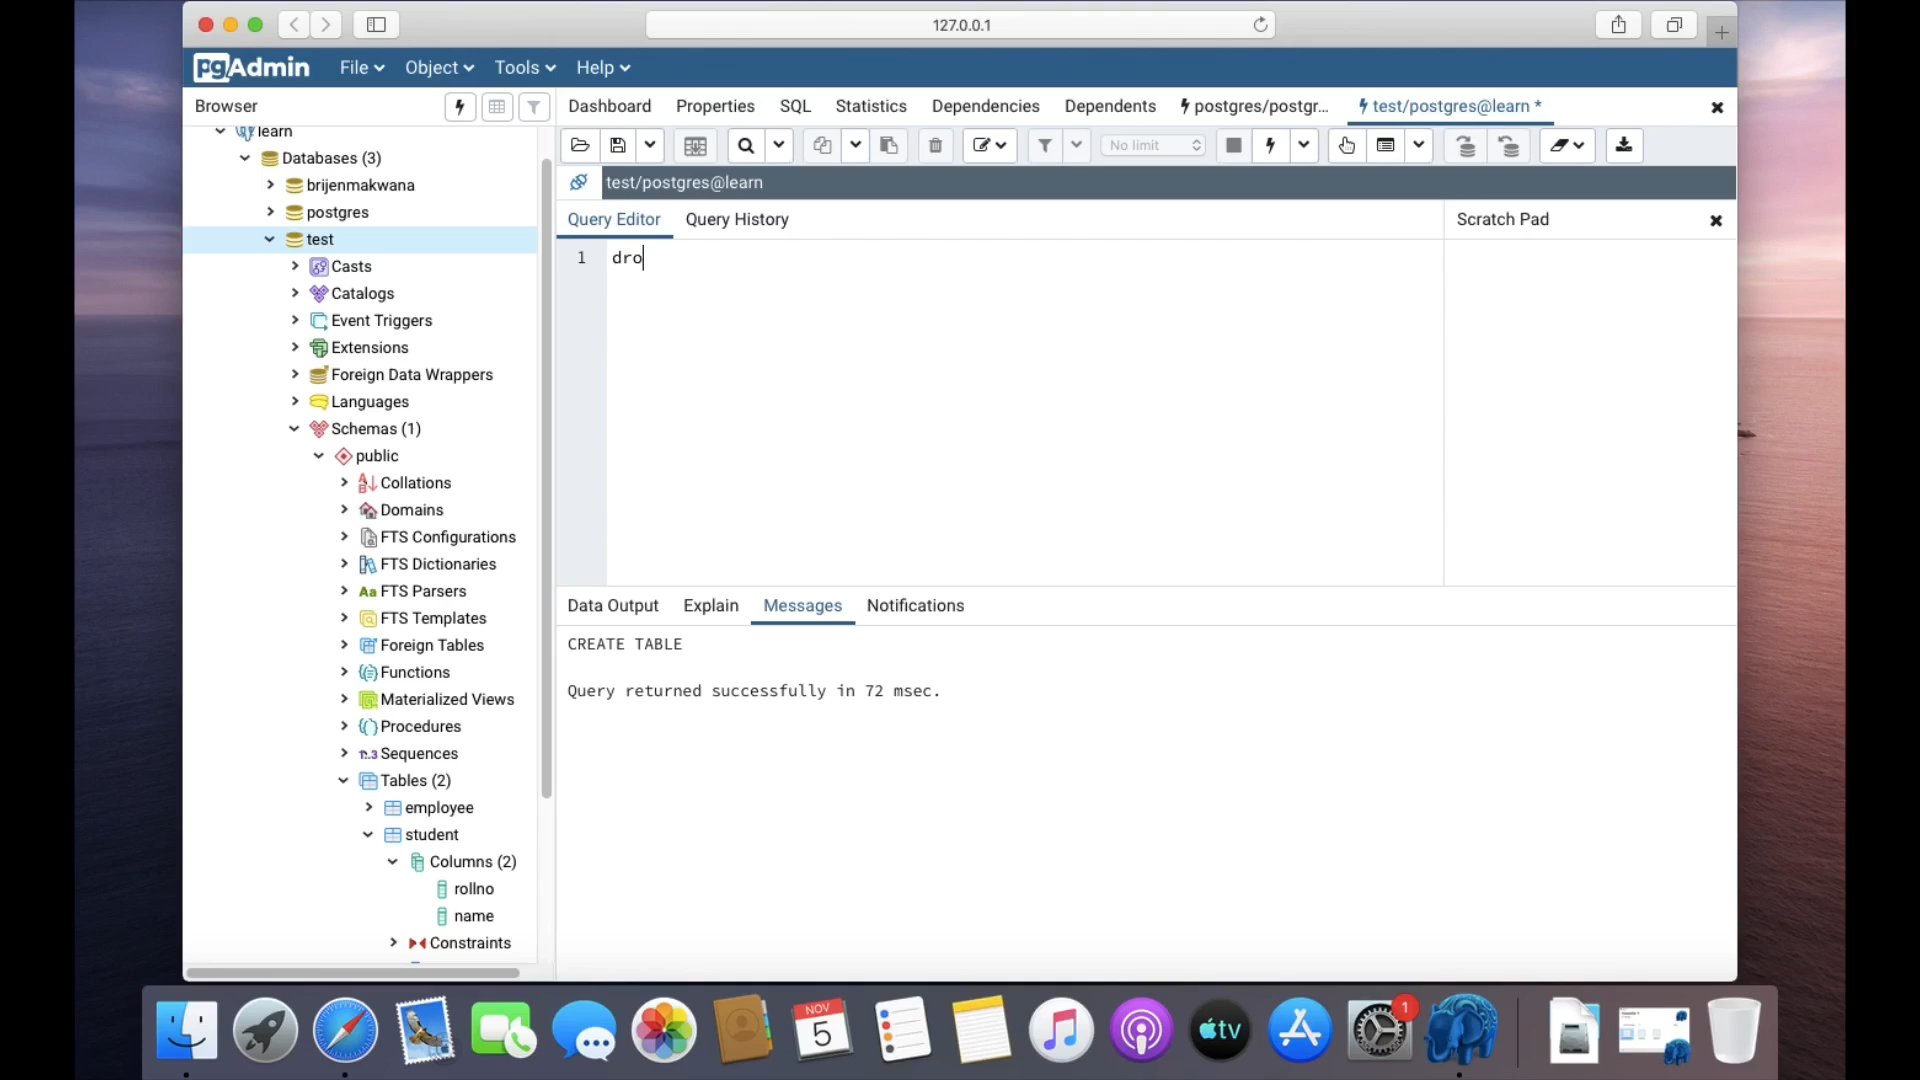 127.0.0.1
pgAdmin File Object Tools Help
Browser
Dashboard Properties SQL Statistics Dependencies Dependents postgres/postgr... test/postgres@learn *
No limit
test/postgres@learn
Query Editor Query History
Scratch Pad
1 dro
learn
Databases (3)
brijenmakwana
postgres
test
Casts
Catalogs
Event Triggers
Extensions
Foreign Data Wrappers
Languages
Schemas (1)
public
Collations
Domains
FTS Configurations
FTS Dictionaries
Aa FTS Parsers
FTS Templates
Foreign Tables
Functions
Materialized Views
Procedures
1..3 Sequences
Tables (2)
employee
student
Columns (2)
rollno
name
Constraints
Data Output Explain Messages Notifications
CREATE TABLE
Query returned successfully in 72 msec.
NOV
5
tv
1